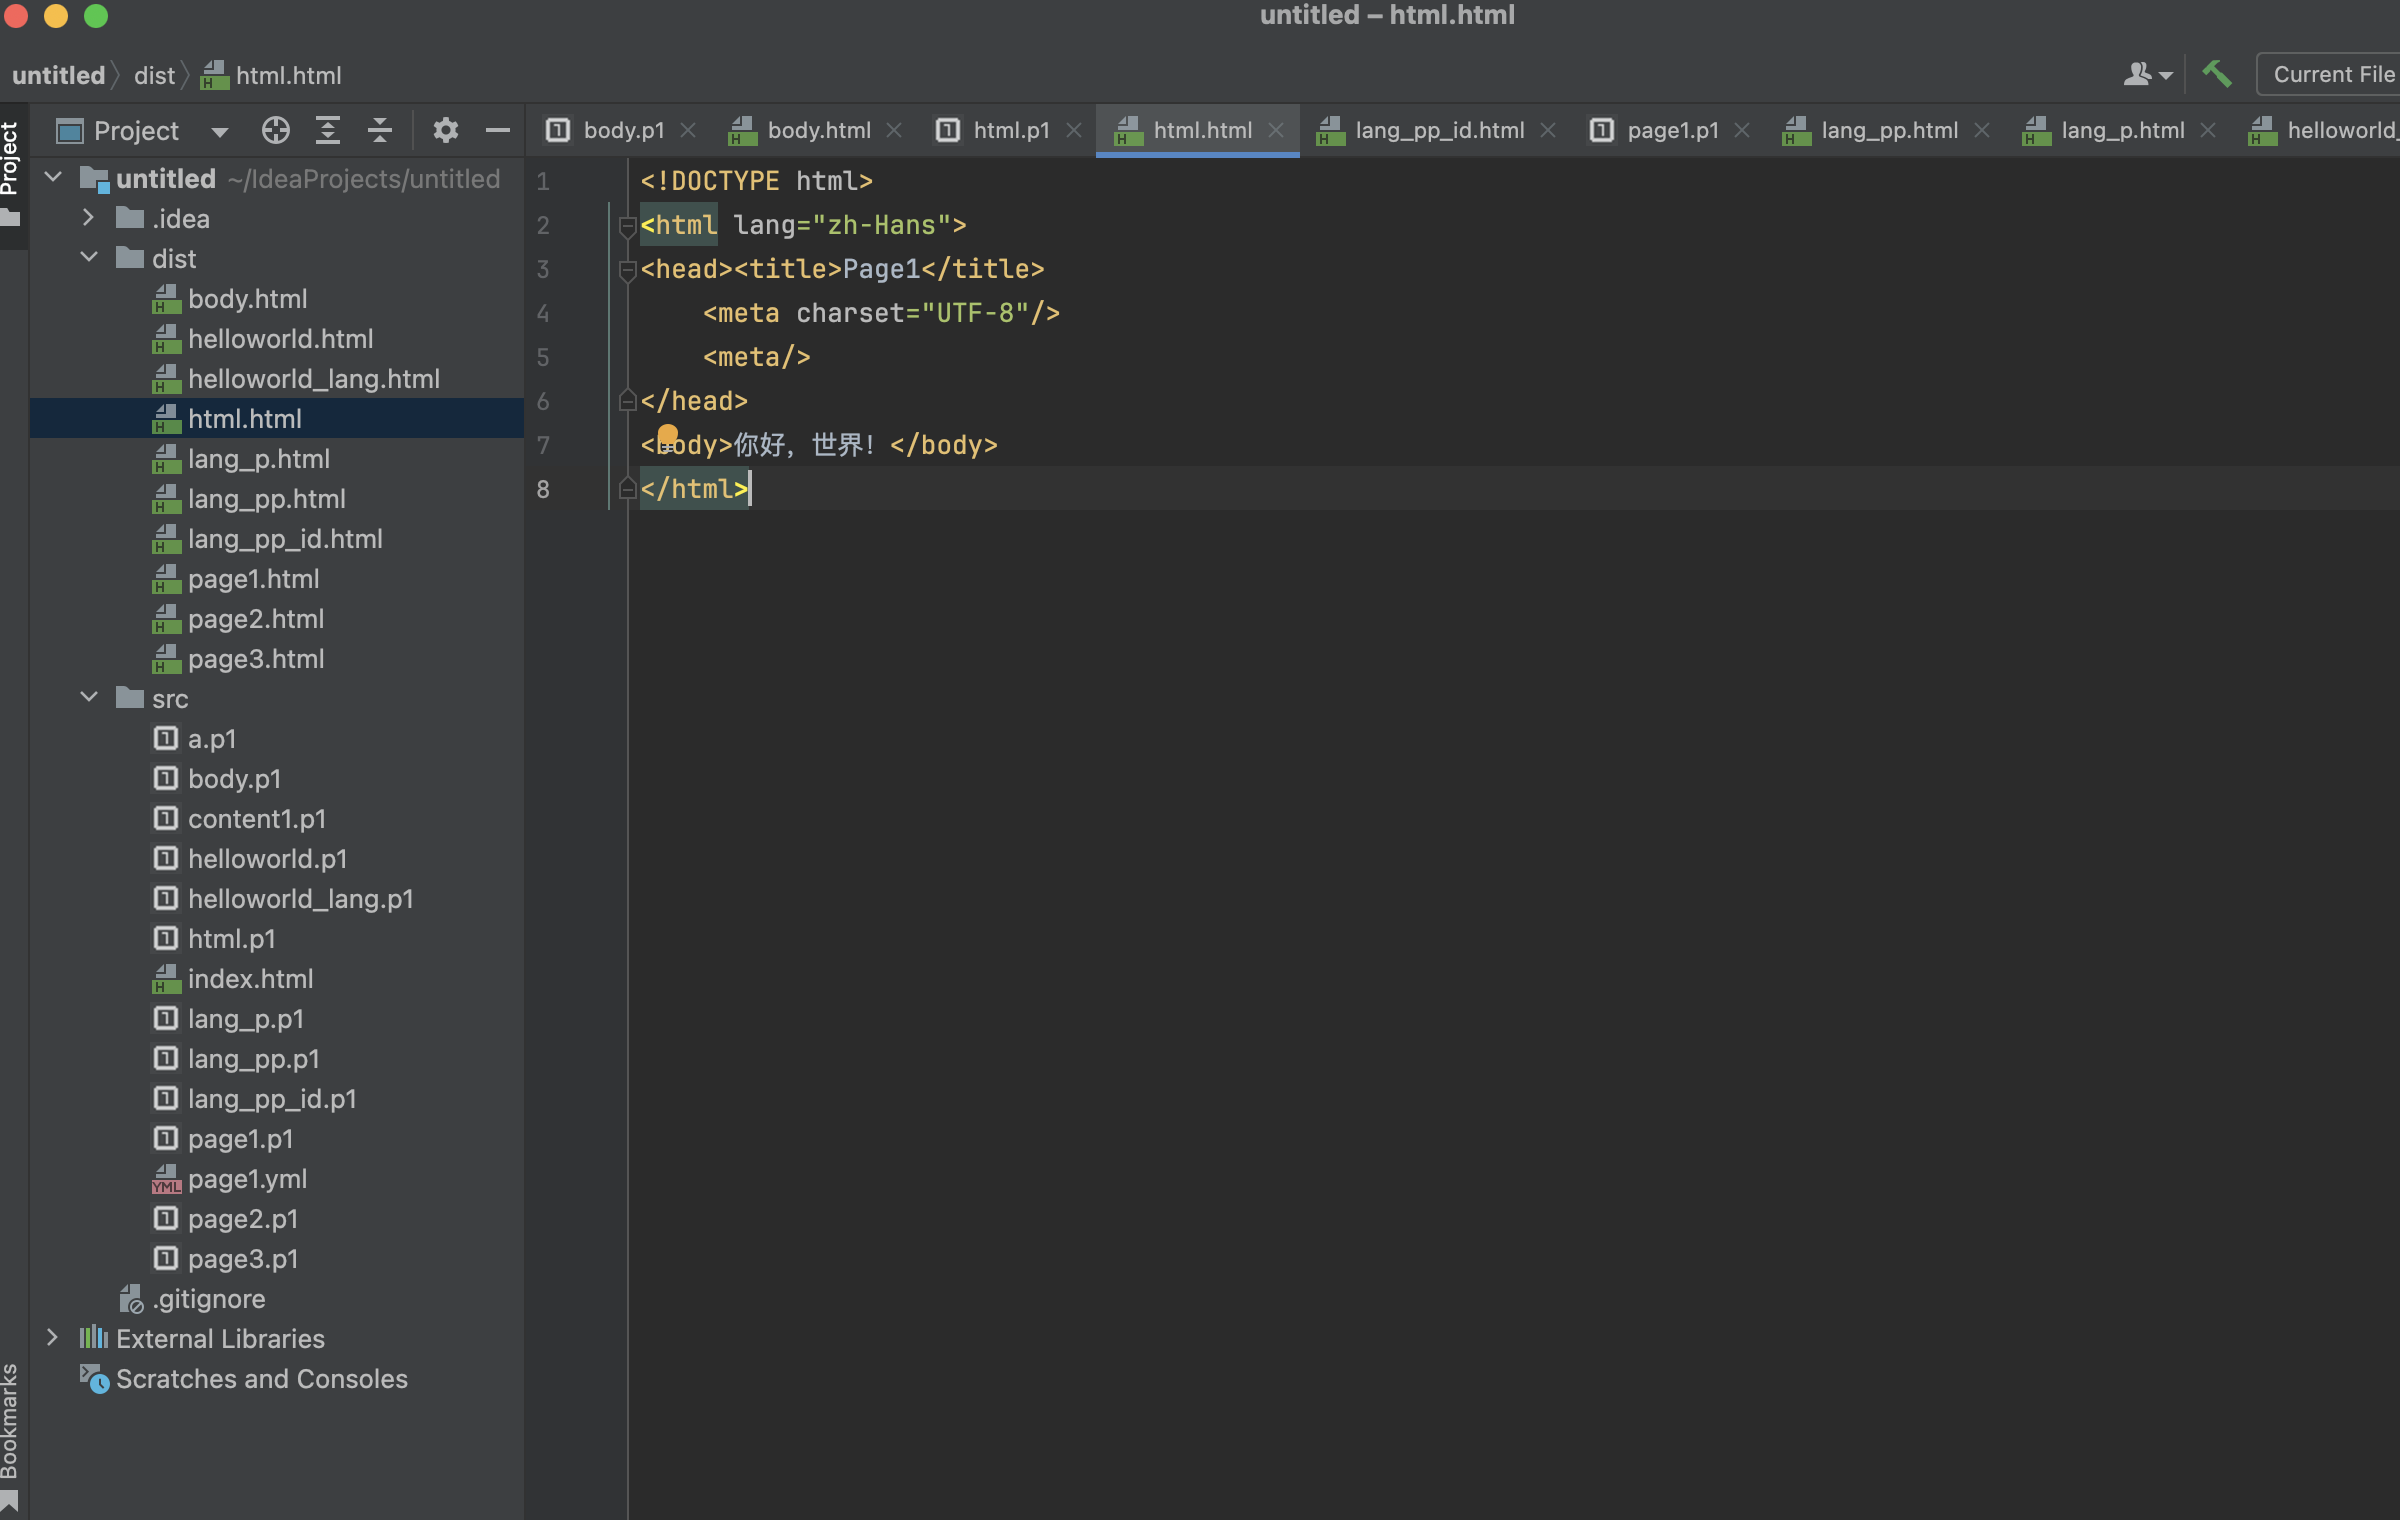 untitled – html.html
untitled dist html.html
Current File
Project
Project
body.p1 body.html html.p1 html.html lang_pp_id.html page1.p1 lang_pp.html lang_p.html helloworld_
untitled ~/IdeaProjects/untitled
.idea
dist
body.html
helloworld.html
helloworld_lang.html
html.html
lang_p.html
lang_pp.html
lang_pp_id.html
page1.html
page2.html
page3.html
src
a.p1
body.p1
content1.p1
helloworld.p1
helloworld_lang.p1
html.p1
index.html
lang_p.p1
lang_pp.p1
lang_pp_id.p1
page1.p1
page1.yml
page2.p1
page3.p1
.gitignore
External Libraries
Scratches and Consoles
Bookmarks
1 <!DOCTYPE html>
2 <html lang="zh-Hans">
3 <head><title>Page1</title>
4 <meta charset="UTF-8"/>
5 <meta/>
6 </head>
7 <body>你好，世界！</body>
8 </html>